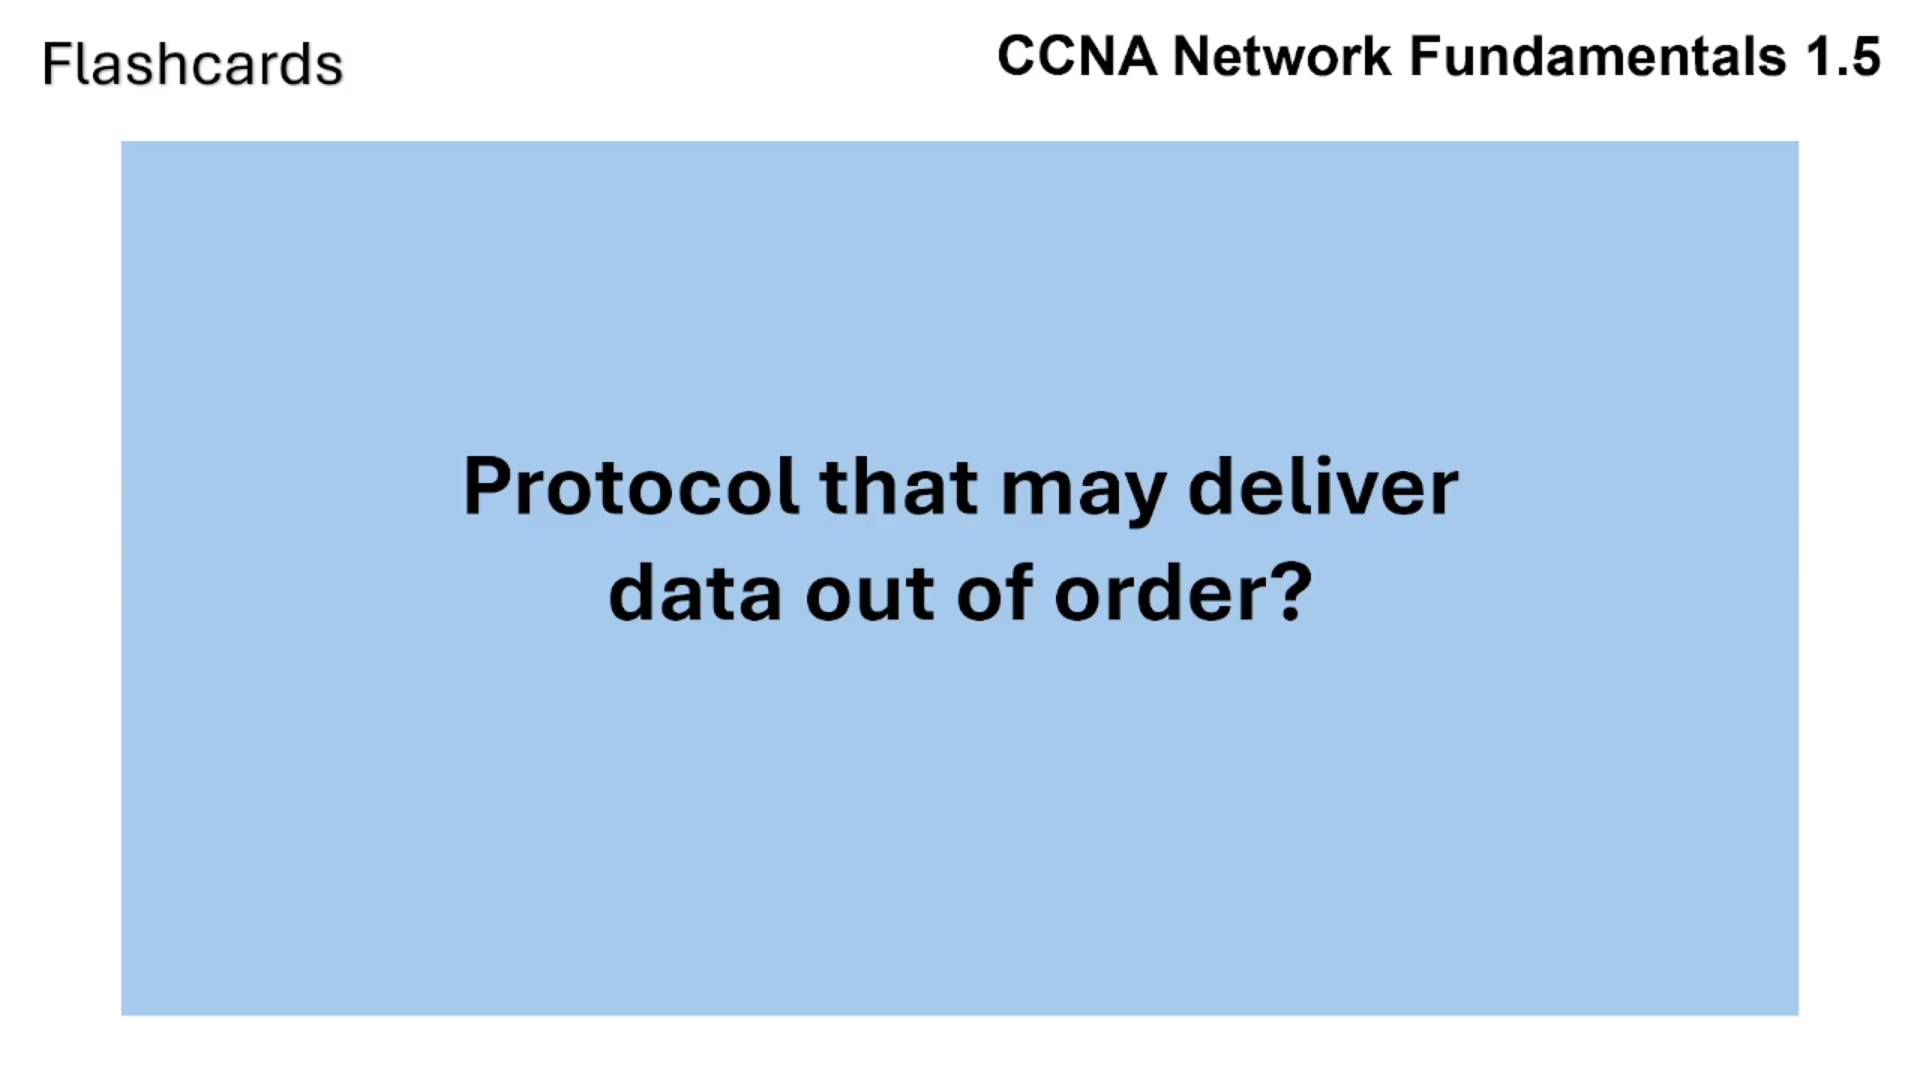 Flashcards
CCNA Network Fundamentals 1.5
Protocol that may deliver
data out of order?